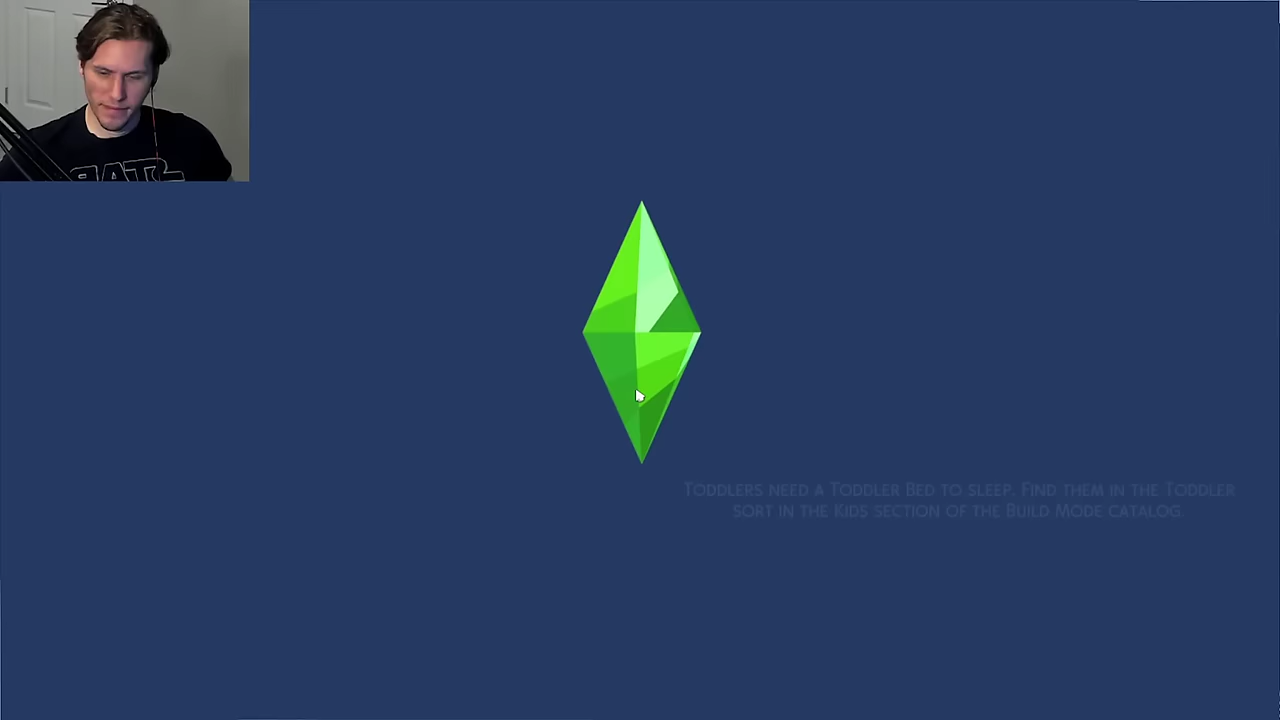 Toddlers need a Toddler Bed to sleep. Find them in the Toddler
sort in the Kids section of the Build Mode catalog.